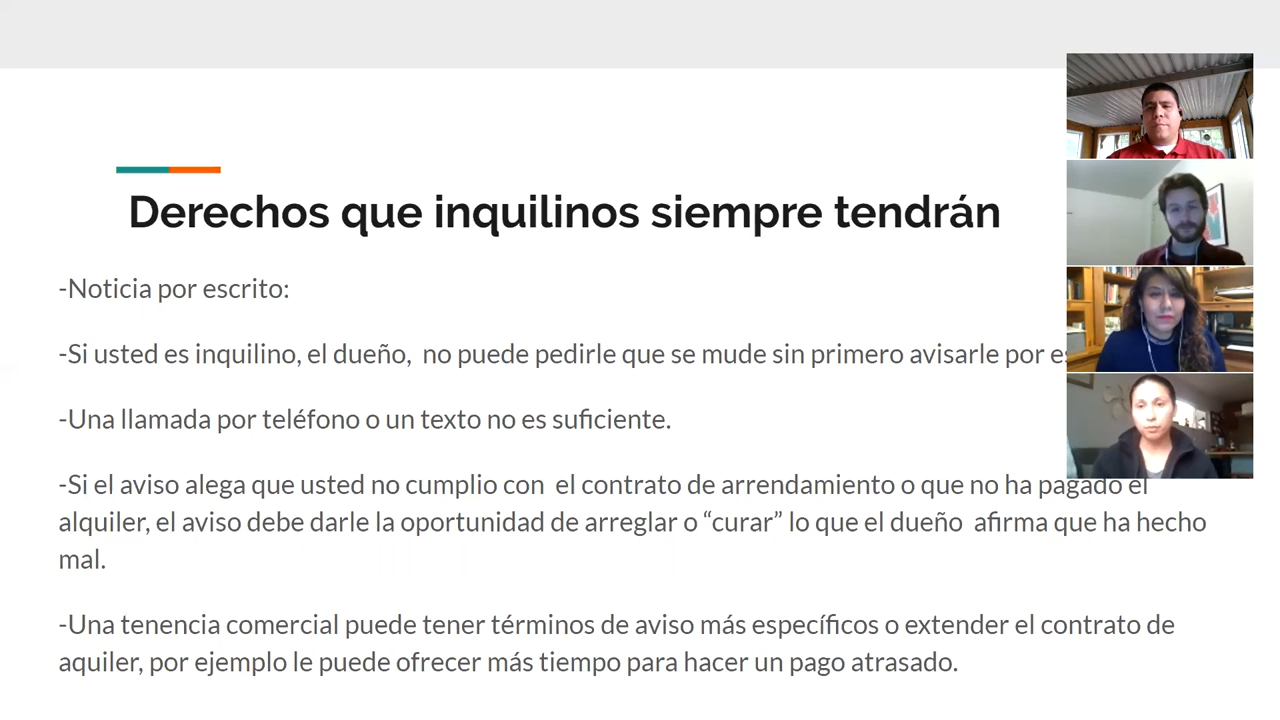 Derechos que inquilinos siempre tendrán
-Noticia por escrito:
-Si usted es inquilino, el dueño, no puede pedirle que se mude sin primero avisarle por
-Una llamada por teléfono o un texto no es suficiente.
-Si el aviso alega que usted no cumplio con el contrato de arrendamiento o que no ha pagado el
alquiler, el aviso debe darle la oportunidad de arreglar o “curar” lo que el dueño afirma que ha hecho
mal.
-Una tenencia comercial puede tener términos de aviso más específicos o extender el contrato de
aquiler, por ejemplo le puede ofrecer más tiempo para hacer un pago atrasado.